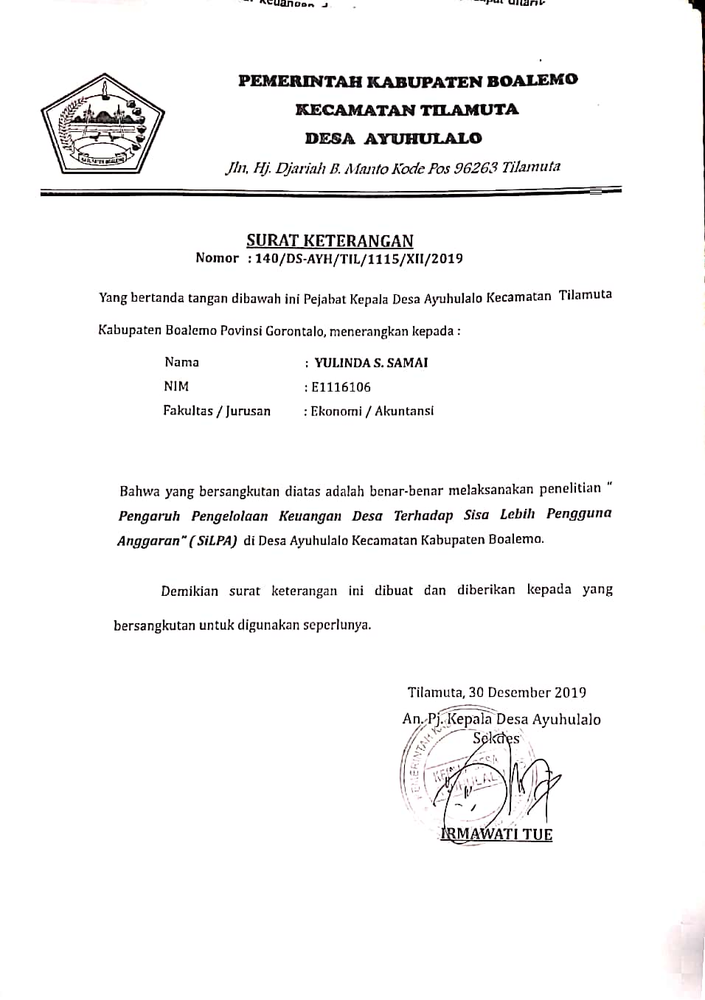 PEMERINTAH KABUPATEN BOALEMO
KECAMATAN TILAMUTA
DESA AYUHULALO
Jln, Hj. Djariah B. Manto Kode Pos 96263 Tilamuta
KABUPATEN BOALEMO
SURAT KETERANGAN
Nomor : 140/DS-AYH/TIL/1115/XII/2019
Yang bertanda tangan dibawah ini Pejabat Kepala Desa Ayuhulalo Kecamatan Tilamuta
Kabupaten Boalemo Povinsi Gorontalo, menerangkan kepada :
Nama : YULINDA S. SAMAI
NIM : E1116106
Fakultas / Jurusan : Ekonomi / Akuntansi
Bahwa yang bersangkutan diatas adalah benar-benar melaksanakan penelitian "
Pengaruh Pengelolaan Keuangan Desa Terhadap Sisa Lebih Pengguna
Anggaran" ( SiLPA) di Desa Ayuhulalo Kecamatan Kabupaten Boalemo.
Demikian surat keterangan ini dibuat dan diberikan kepada yang
bersangkutan untuk digunakan seperlunya.
Tilamuta, 30 Desember 2019
An. Pj. Kepala Desa Ayuhulalo
Sekdes
PEMERINTAH
IRMAWATI TUE